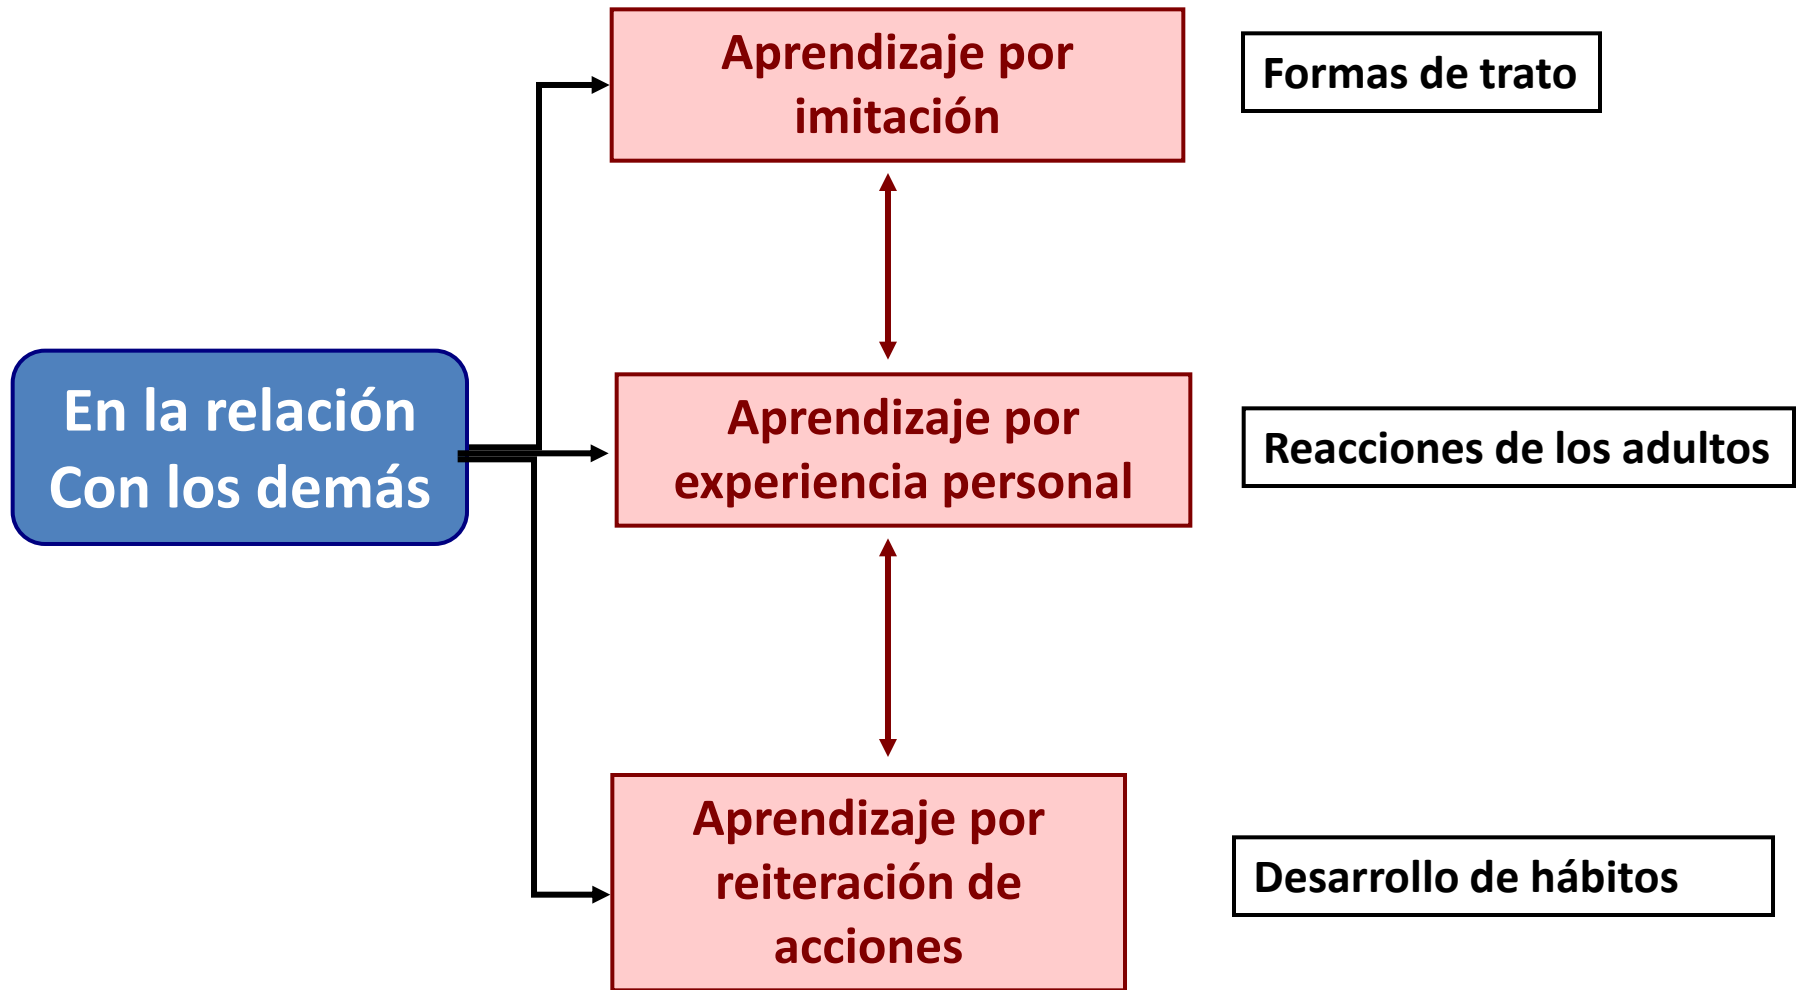 Aprendizaje por
imitación
Formas de trato
En la relación
Con los demás
Aprendizaje por
experiencia personal
Reacciones de los adultos
Aprendizaje por
reiteración de
acciones
Desarrollo de hábitos